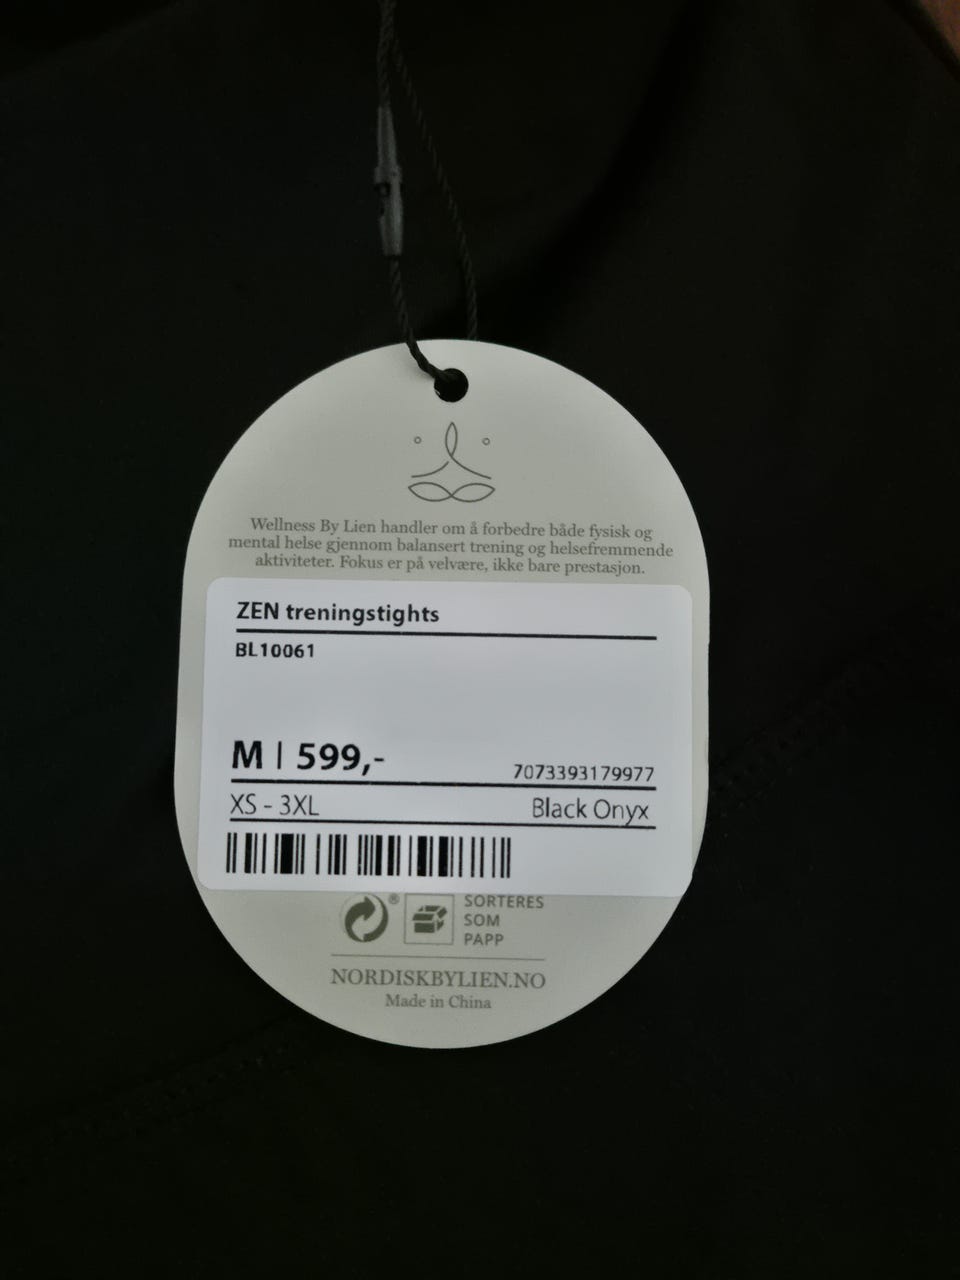 Wellness By Lien handler om å forbedre både fysisk og
mental helse gjennom balansert trening og helsefremmende
aktiviteter. Fokus er på velvære, ikke bare prestasjon.
ZEN treningstights
BL10061
M | 599,-
7073393179977
XS - 3XL
Black Onyx
®
SORTERES
SOM
PAPP
NORDISKBYLIEN.NO
Made in China